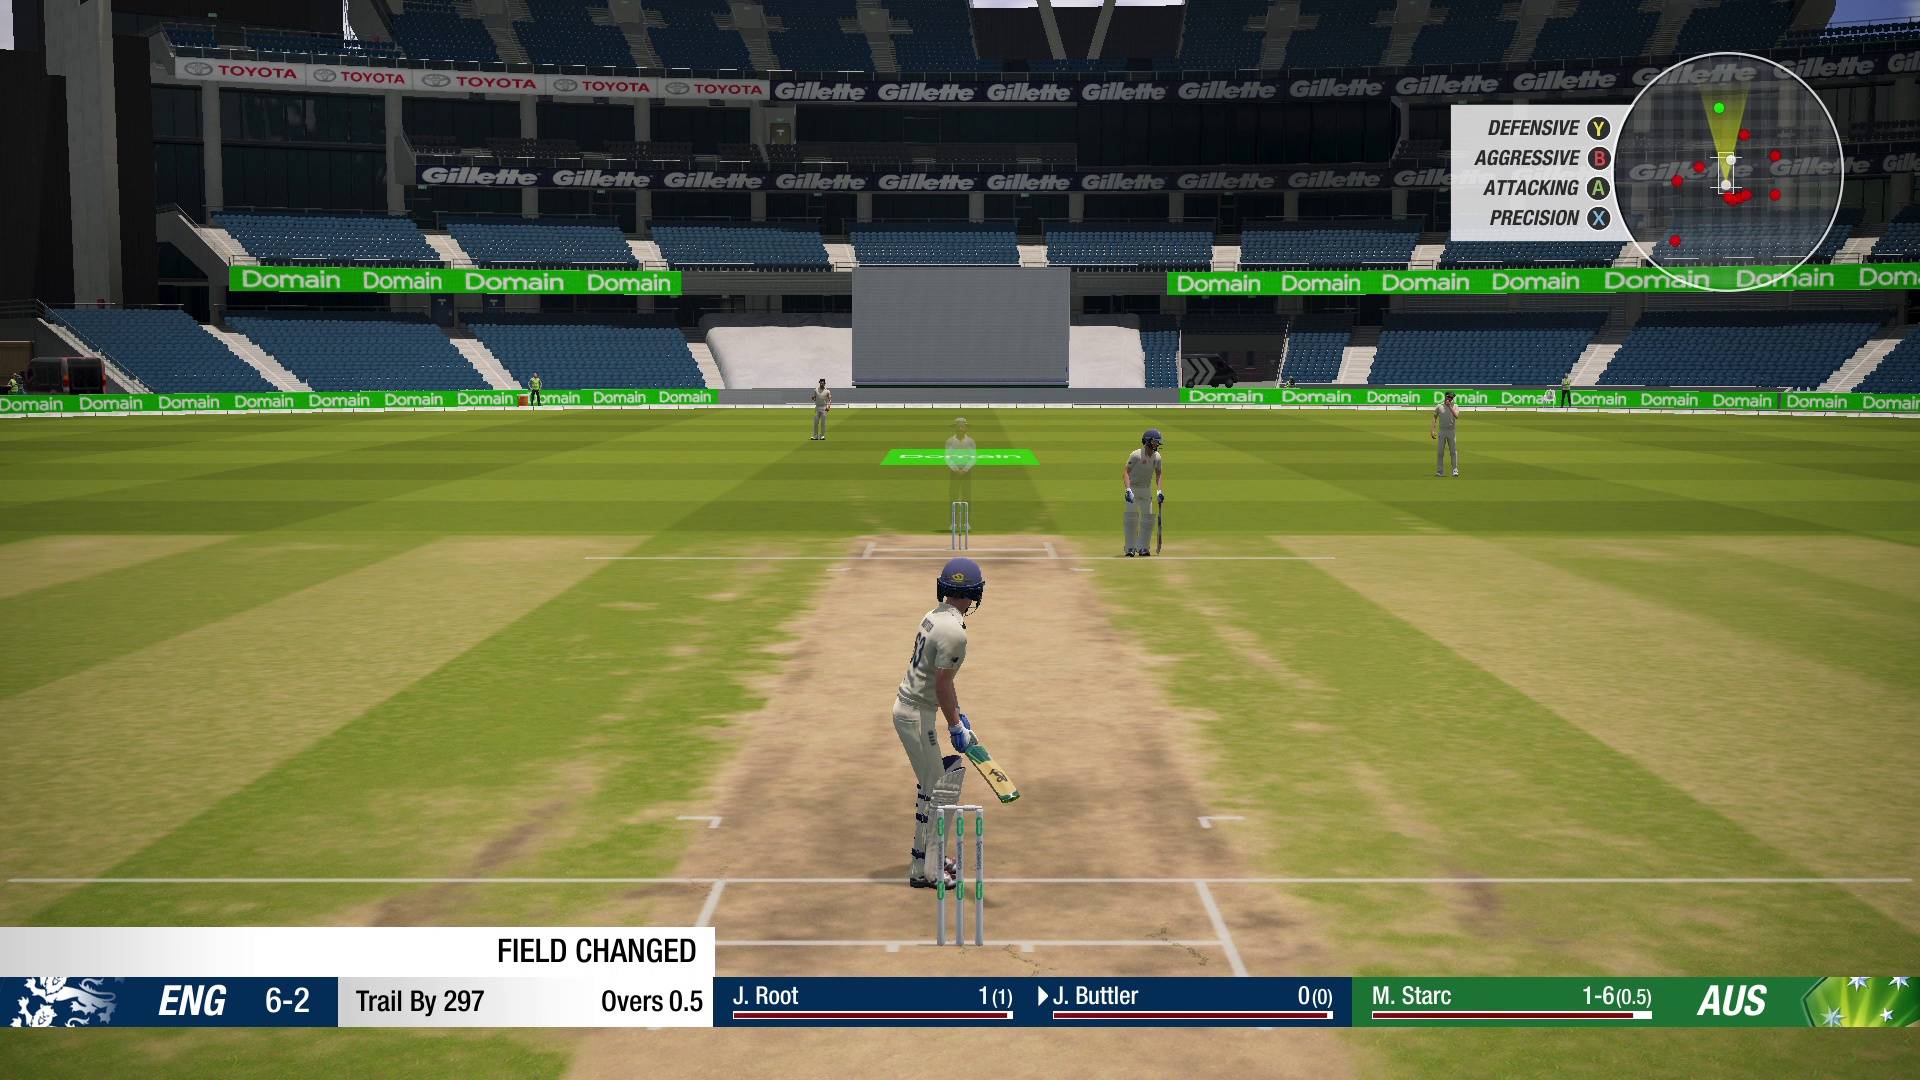 TOYOTA TOYOTA TOYOTA TOYOTA TOYOTA Gillette Gillette Gillette Gillette Gillette Gillette Gillette Gillette Gillette Gillette
DEFENSIVE Y
AGGRESSIVE B
ATTACKING A
PRECISION X
Gillette Gillette Gillette Gillette Gillette Gillette Gillette Gillette Gillette
Domain Domain Domain Domain Domain Domain Domain Domain Domain Domain
Domain Domain Domain Domain Domain Domain Domain Domain Domain Domain Domain Domain Domain Domain Domain Domain
Domain
FIELD CHANGED
ENG 6-2 Trail By 297 Overs 0.5 J. Root 1 (1) J. Buttler 0 (0) M. Starc 1-6 (0.5) AUS